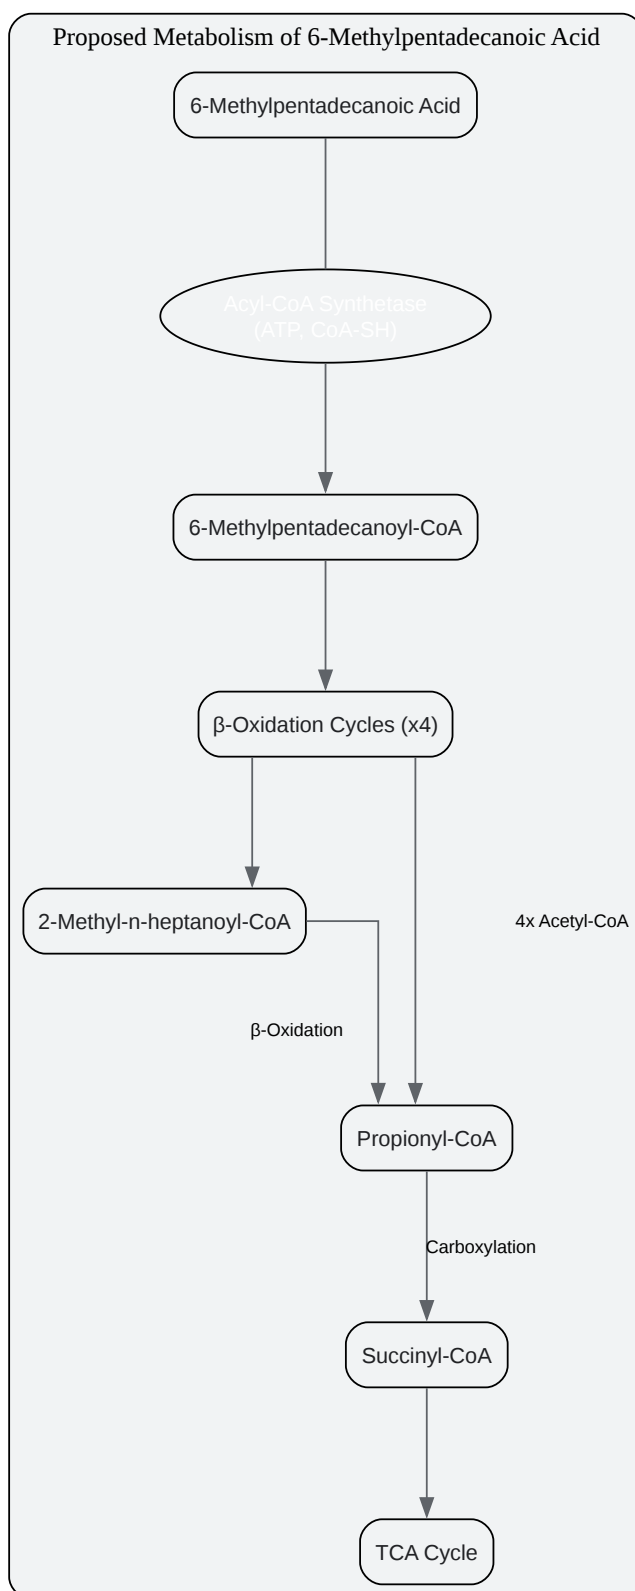 Proposed Metabolism of 6-Methylpentadecanoic Acid
6-Methylpentadecanoic Acid
Acyl-CoA Synthetase
(ATP, CoA-SH)
6-Methylpentadecanoyl-CoA
β-Oxidation Cycles (x4)
2-Methyl-n-heptanoyl-CoA
4x Acetyl-CoA
β-Oxidation
Propionyl-CoA
Carboxylation
Succinyl-CoA
TCA Cycle